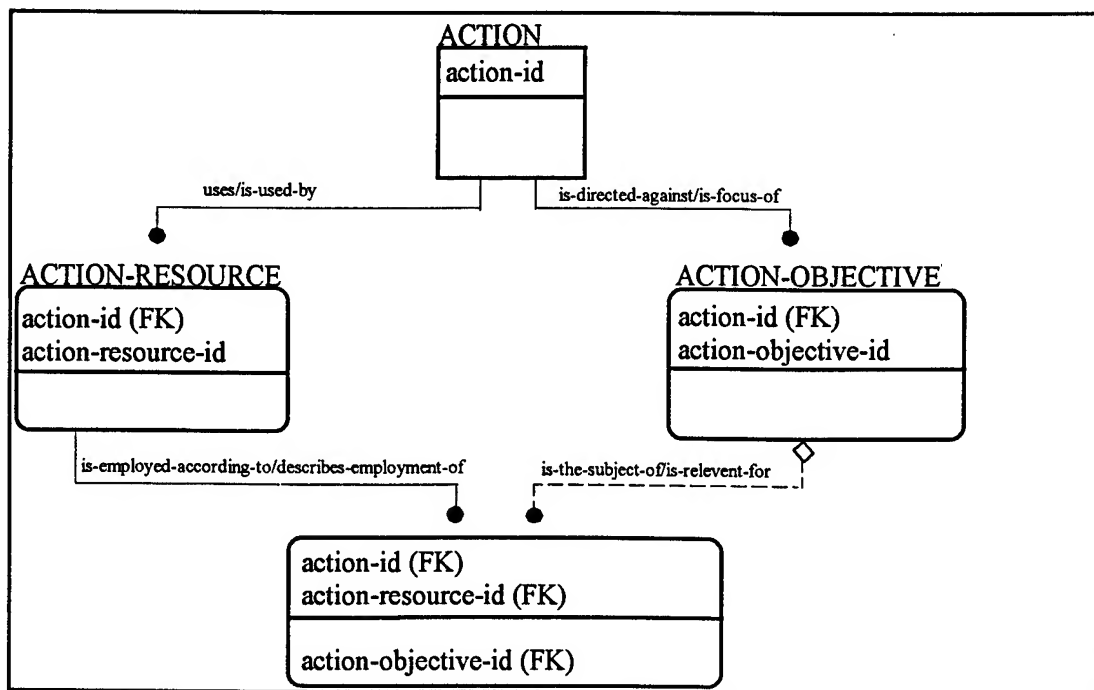 ACTION
action-id
uses/is-used-by
is-directed-against/is-focus-of
ACTION-RESOURCE
action-id (FK)
action-resource-id
ACTION-OBJECTIVE
action-id (FK)
action-objective-id
is-employed-according-to/describes-employment-of
is-the-subject-of/is-relevent-for
action-id (FK)
action-resource-id (FK)
action-objective-id (FK)